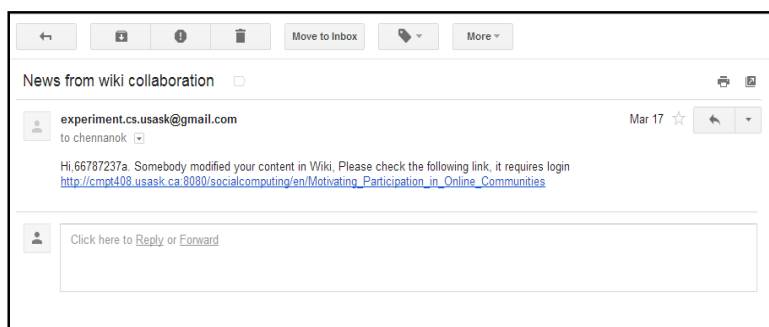 Move to Inbox More
News from wiki collaboration
experiment.cs.usask@gmail.com Mar 17
to chennanok
Hi,66787237a. Somebody modified your content in Wiki, Please check the following link, it requires login
http://cmpt408.usask.ca:8080/socialcomputing/en/Motivating_Participation_in_Online_Communities
Click here to Reply or Forward